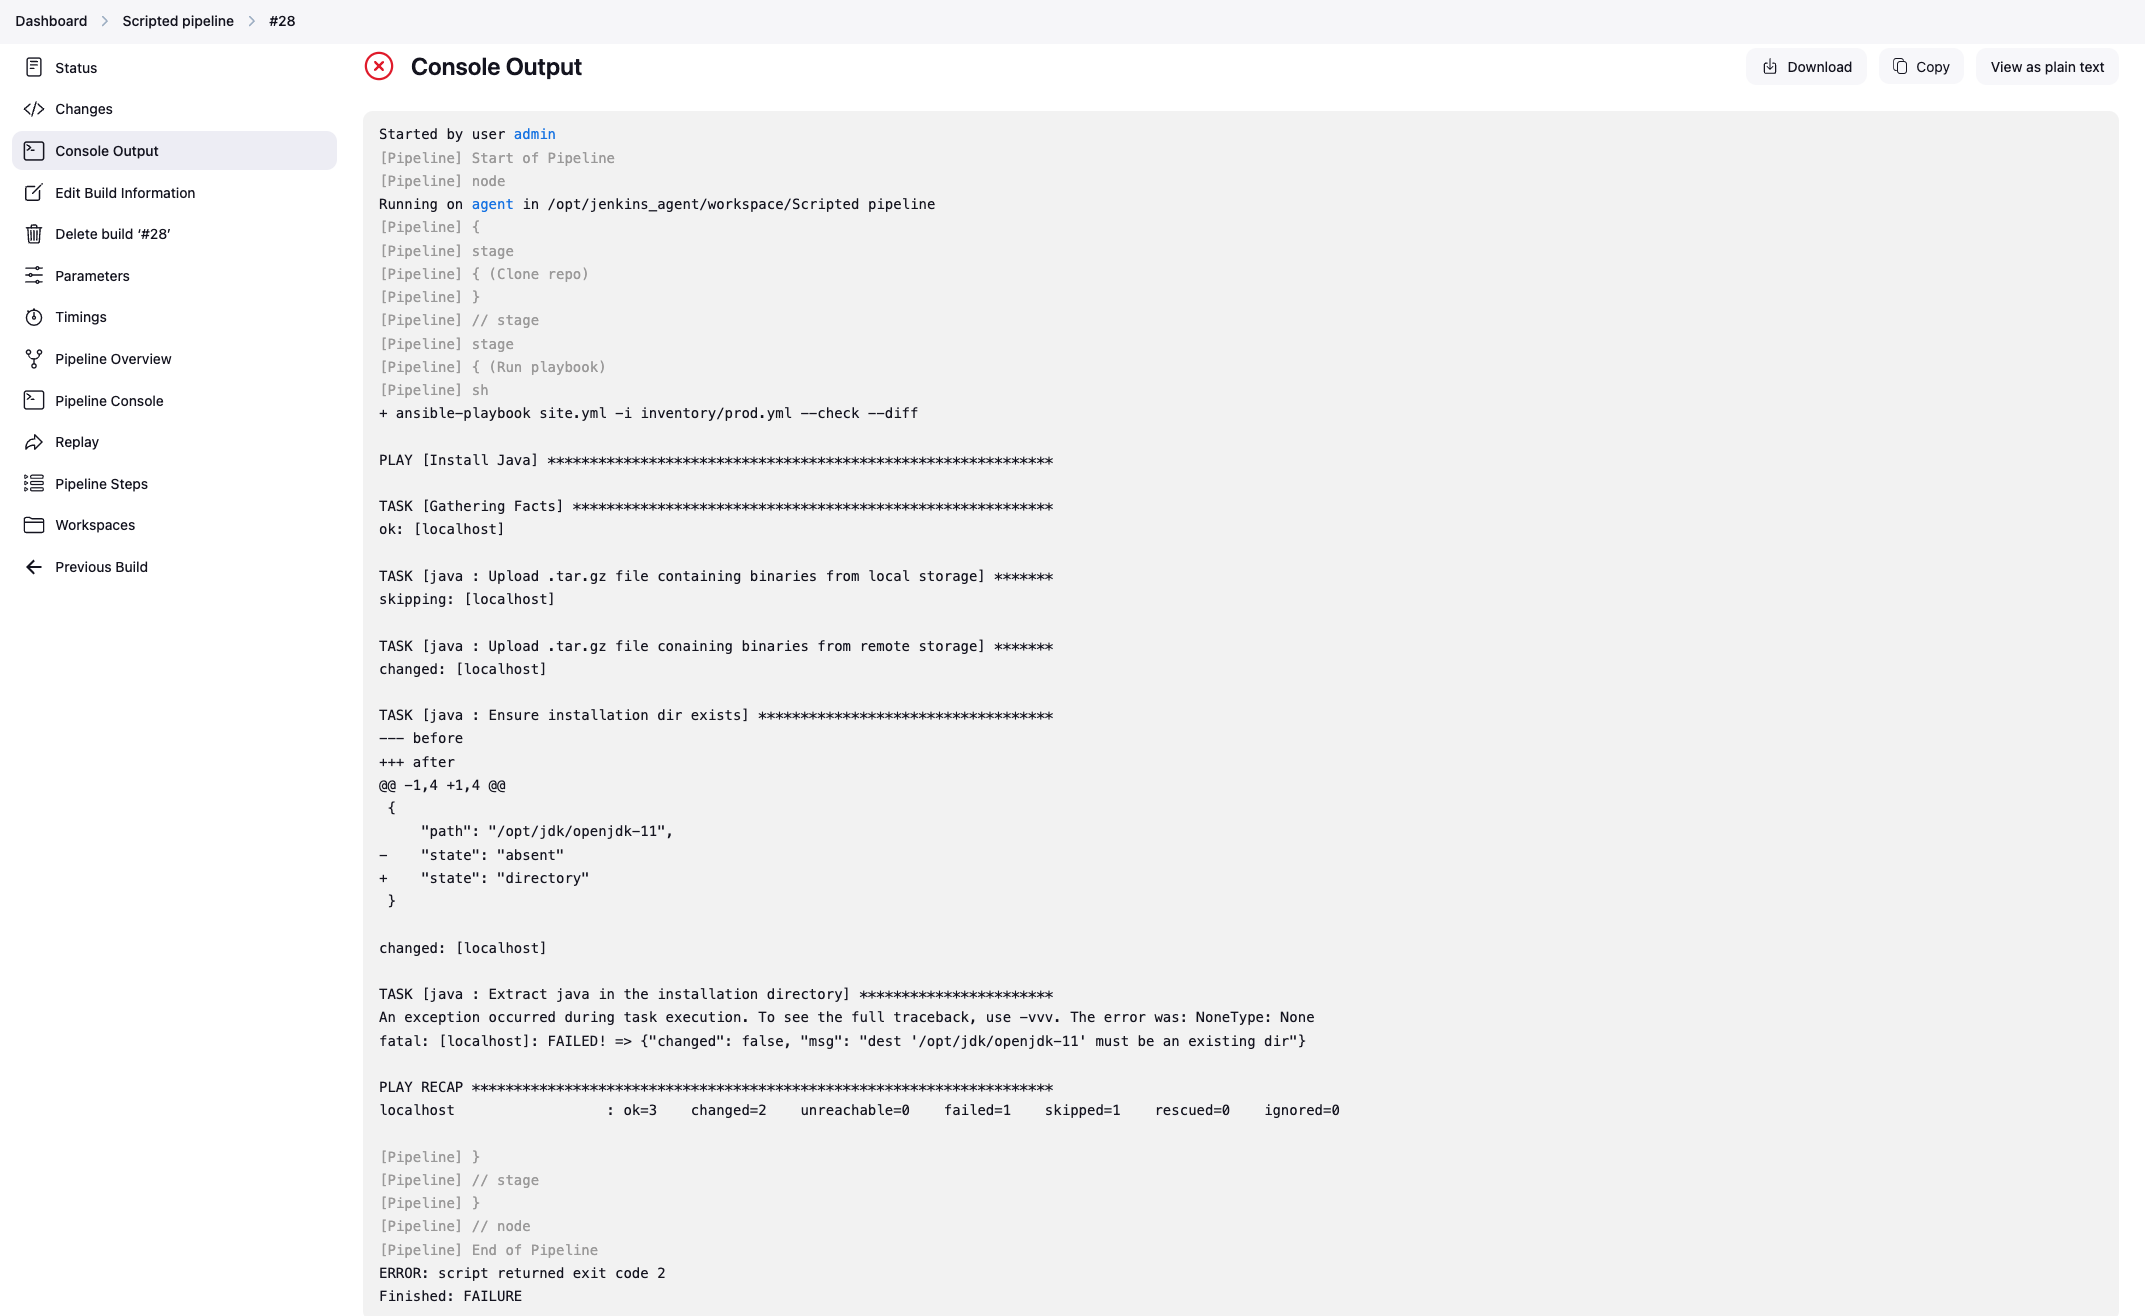 Dashboard > Scripted pipeline > #28
Status
Changes
Console Output
Edit Build Information
Delete build ‘#28’
Parameters
Timings
Pipeline Overview
Pipeline Console
Replay
Pipeline Steps
Workspaces
Previous Build
Console Output
Download
Copy
View as plain text
Started by user admin
[Pipeline] Start of Pipeline
[Pipeline] node
Running on agent in /opt/jenkins_agent/workspace/Scripted pipeline
[Pipeline] {
[Pipeline] stage
[Pipeline] { (Clone repo)
[Pipeline] }
[Pipeline] // stage
[Pipeline] stage
[Pipeline] { (Run playbook)
[Pipeline] sh
+ ansible-playbook site.yml -i inventory/prod.yml --check --diff
PLAY [Install Java] ************************************************************
TASK [Gathering Facts] *********************************************************
ok: [localhost]
TASK [java : Upload .tar.gz file containing binaries from local storage] *******
skipping: [localhost]
TASK [java : Upload .tar.gz file conaining binaries from remote storage] *******
changed: [localhost]
TASK [java : Ensure installation dir exists] ***********************************
--- before
+++ after
@@ -1,4 +1,4 @@
{
"path": "/opt/jdk/openjdk-11",
-    "state": "absent"
+    "state": "directory"
}
changed: [localhost]
TASK [java : Extract java in the installation directory] ***********************
An exception occurred during task execution. To see the full traceback, use -vvv. The error was: NoneType: None
fatal: [localhost]: FAILED! => {"changed": false, "msg": "dest '/opt/jdk/openjdk-11' must be an existing dir"}
PLAY RECAP *********************************************************************
localhost                  : ok=3    changed=2    unreachable=0    failed=1    skipped=1    rescued=0    ignored=0
[Pipeline] }
[Pipeline] // stage
[Pipeline] }
[Pipeline] // node
[Pipeline] End of Pipeline
ERROR: script returned exit code 2
Finished: FAILURE